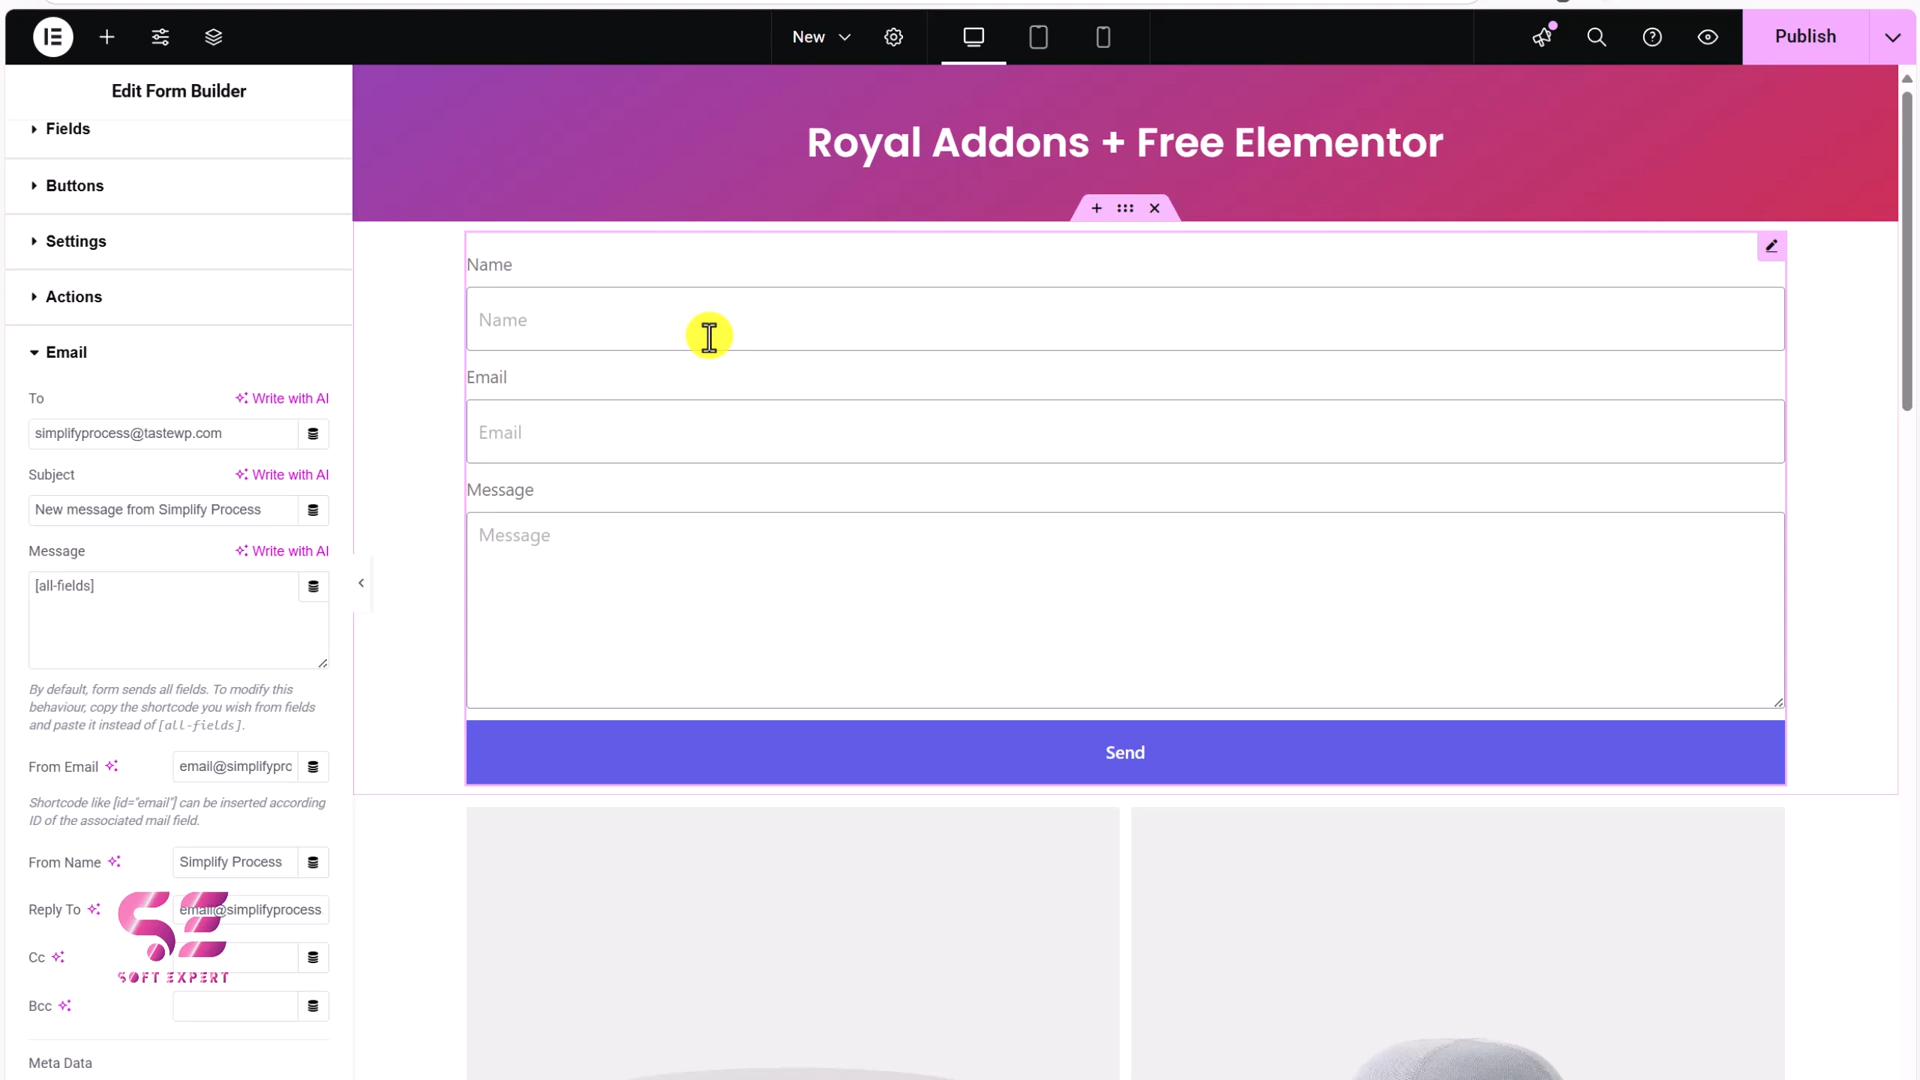 New
Publish
Edit Form Builder
Fields
Buttons
Settings
Actions
Email
To
Write with AI
simplifyprocess@tastewp.com
Subject
Write with AI
New message from Simplify Process
Message
Write with AI
[all-fields]
By default, form sends all fields. To modify this
behaviour, copy the shortcode you wish from fields
and paste it instead of [all-fields].
From Email
email@simplifyprc
Shortcode like [id="email"] can be inserted according
ID of the associated mail field.
From Name
Simplify Process
Reply To
email@simplifyprocess
Cc
SOFT EXPERT
Bcc
Meta Data
Royal Addons + Free Elementor
Name
Name
Email
Email
Message
Message
Send